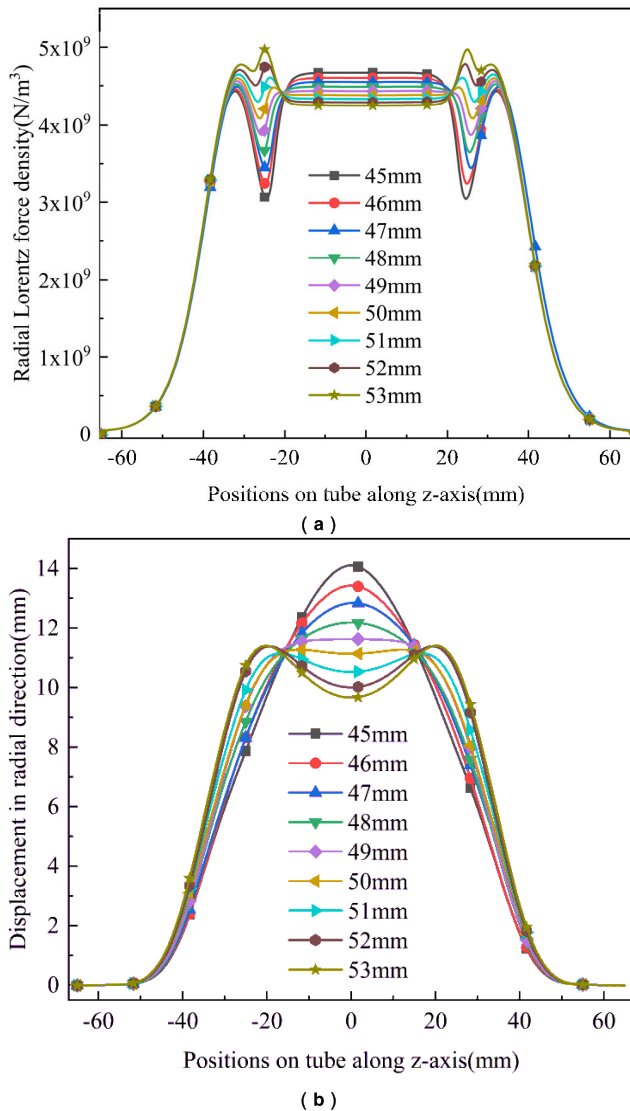 5x10⁹
4x10⁹
3x10⁹
2x10⁹
1x10⁹
0
Radial Lorentz force density(N/m³)
45mm
46mm
47mm
48mm
49mm
50mm
51mm
52mm
53mm
-60 -40 -20 0 20 40 60
Positions on tube along z-axis(mm)
( a )
14
12
10
8
6
4
2
0
Displacement in radial direction(mm)
45mm
46mm
47mm
48mm
49mm
50mm
51mm
52mm
53mm
-60 -40 -20 0 20 40 60
Positions on tube along z-axis(mm)
( b )